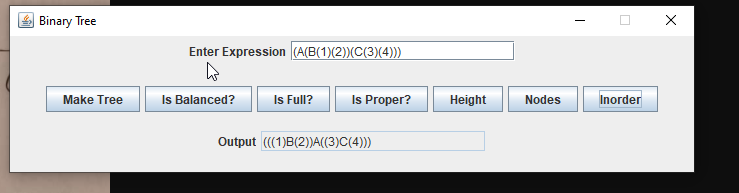 Binary Tree
Enter Expression (A(B(1)(2))(C(3)(4)))
Make Tree Is Balanced? Is Full? Is Proper? Height Nodes Inorder
Output (((1)B(2))A((3)C(4)))